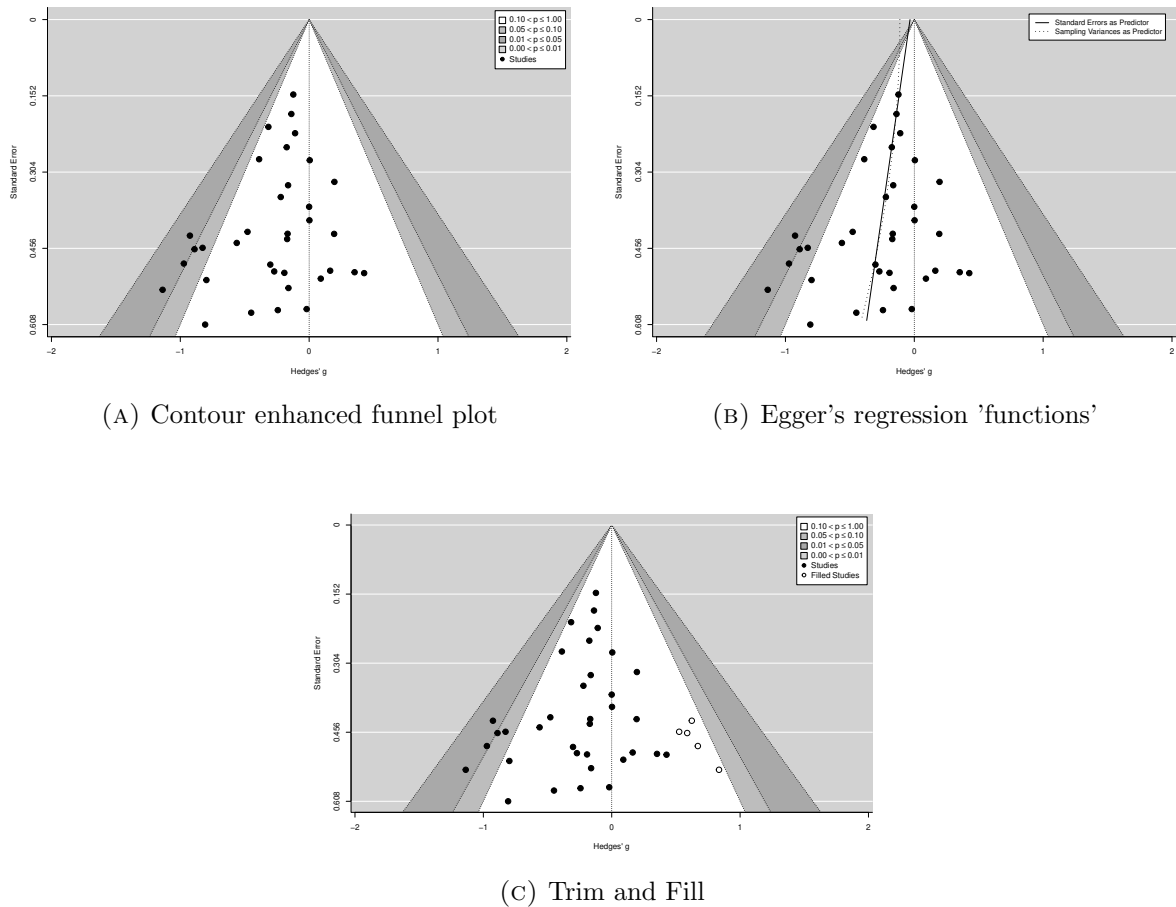 0.10 < p ≤ 1.00
0.05 < p ≤ 0.10
0.01 < p ≤ 0.05
0.00 < p ≤ 0.01
Studies
Standard Error
0
0.152
0.304
0.456
0.608
−2 −1 0 1 2
Hedges' g
(A) Contour enhanced funnel plot
Standard Errors as Predictor
Sampling Variances as Predictor
Standard Error
0
0.152
0.304
0.456
0.608
−2 −1 0 1 2
Hedges' g
(B) Egger's regression 'functions'
0.10 < p ≤ 1.00
0.05 < p ≤ 0.10
0.01 < p ≤ 0.05
0.00 < p ≤ 0.01
Studies
Filled Studies
Standard Error
0
0.152
0.304
0.456
0.608
−2 −1 0 1 2
Hedges' g
(C) Trim and Fill